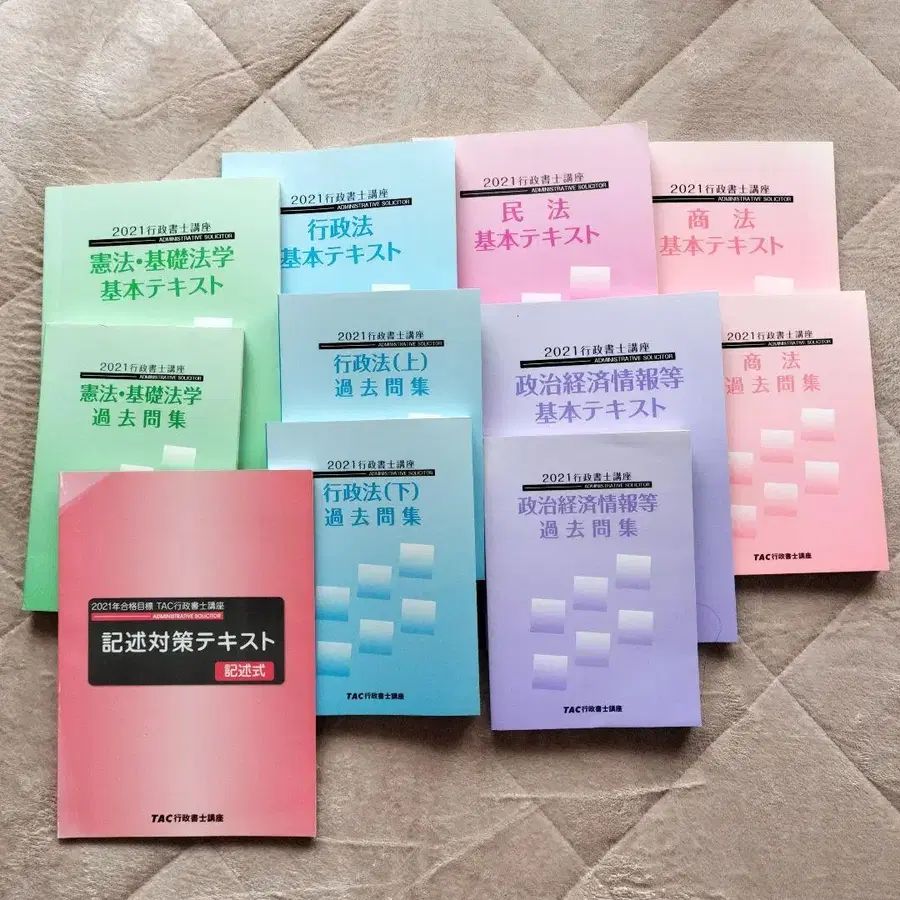 2021行政書士講座
ADMINISTRATIVE SOLICITOR
憲法・基礎法学
基本テキスト
2021行政書士講座
ADMINISTRATIVE SOLICITOR
行政法
基本テキスト
2021行政書士講座
ADMINISTRATIVE SOLICITOR
民法
基本テキスト
2021行政書士講座
ADMINISTRATIVE SOLICITOR
商法
基本テキスト
2021行政書士講座
ADMINISTRATIVE SOLICITOR
憲法・基礎法学
過去問集
2021行政書士講座
ADMINISTRATIVE SOLICITOR
行政法(上)
過去問集
2021行政書士講座
ADMINISTRATIVE SOLICITOR
政治経済情報等
基本テキスト
2021行政書士講座
ADMINISTRATIVE SOLICITOR
商法
過去問集
TAC行政書士講座
2021年合格目標 TAC行政書士講座
ADMINISTRATIVE SOLICITOR
記述対策テキスト
記述式
TAC行政書士講座
2021行政書士講座
ADMINISTRATIVE SOLICITOR
行政法(下)
過去問集
TAC行政書士講座
2021行政書士講座
ADMINISTRATIVE SOLICITOR
政治経済情報等
過去問集
TAC行政書士講座